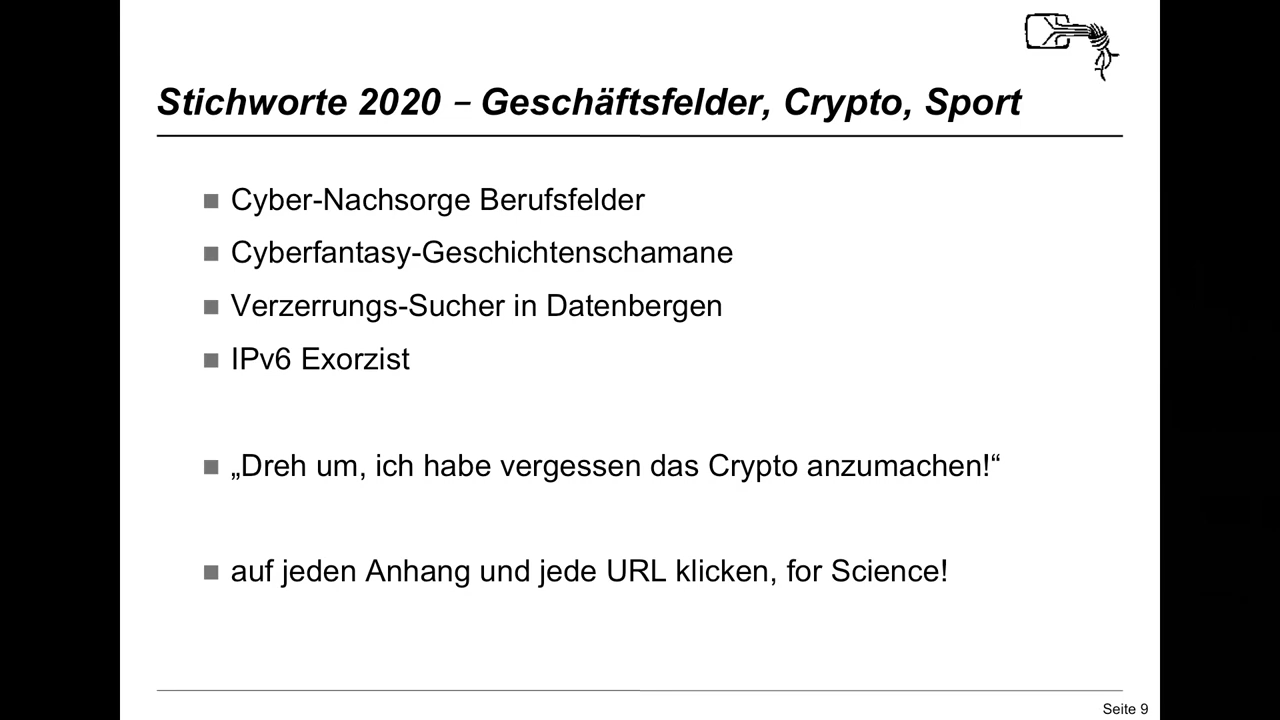 Stichworte 2020 – Geschäftsfelder, Crypto, Sport
Cyber-Nachsorge Berufsfelder
Cyberfantasy-Geschichtenschamane
Verzerrungs-Sucher in Datenbergen
IPv6 Exorzist
„Dreh um, ich habe vergessen das Crypto anzumachen!“
auf jeden Anhang und jede URL klicken, for Science!
Seite 9